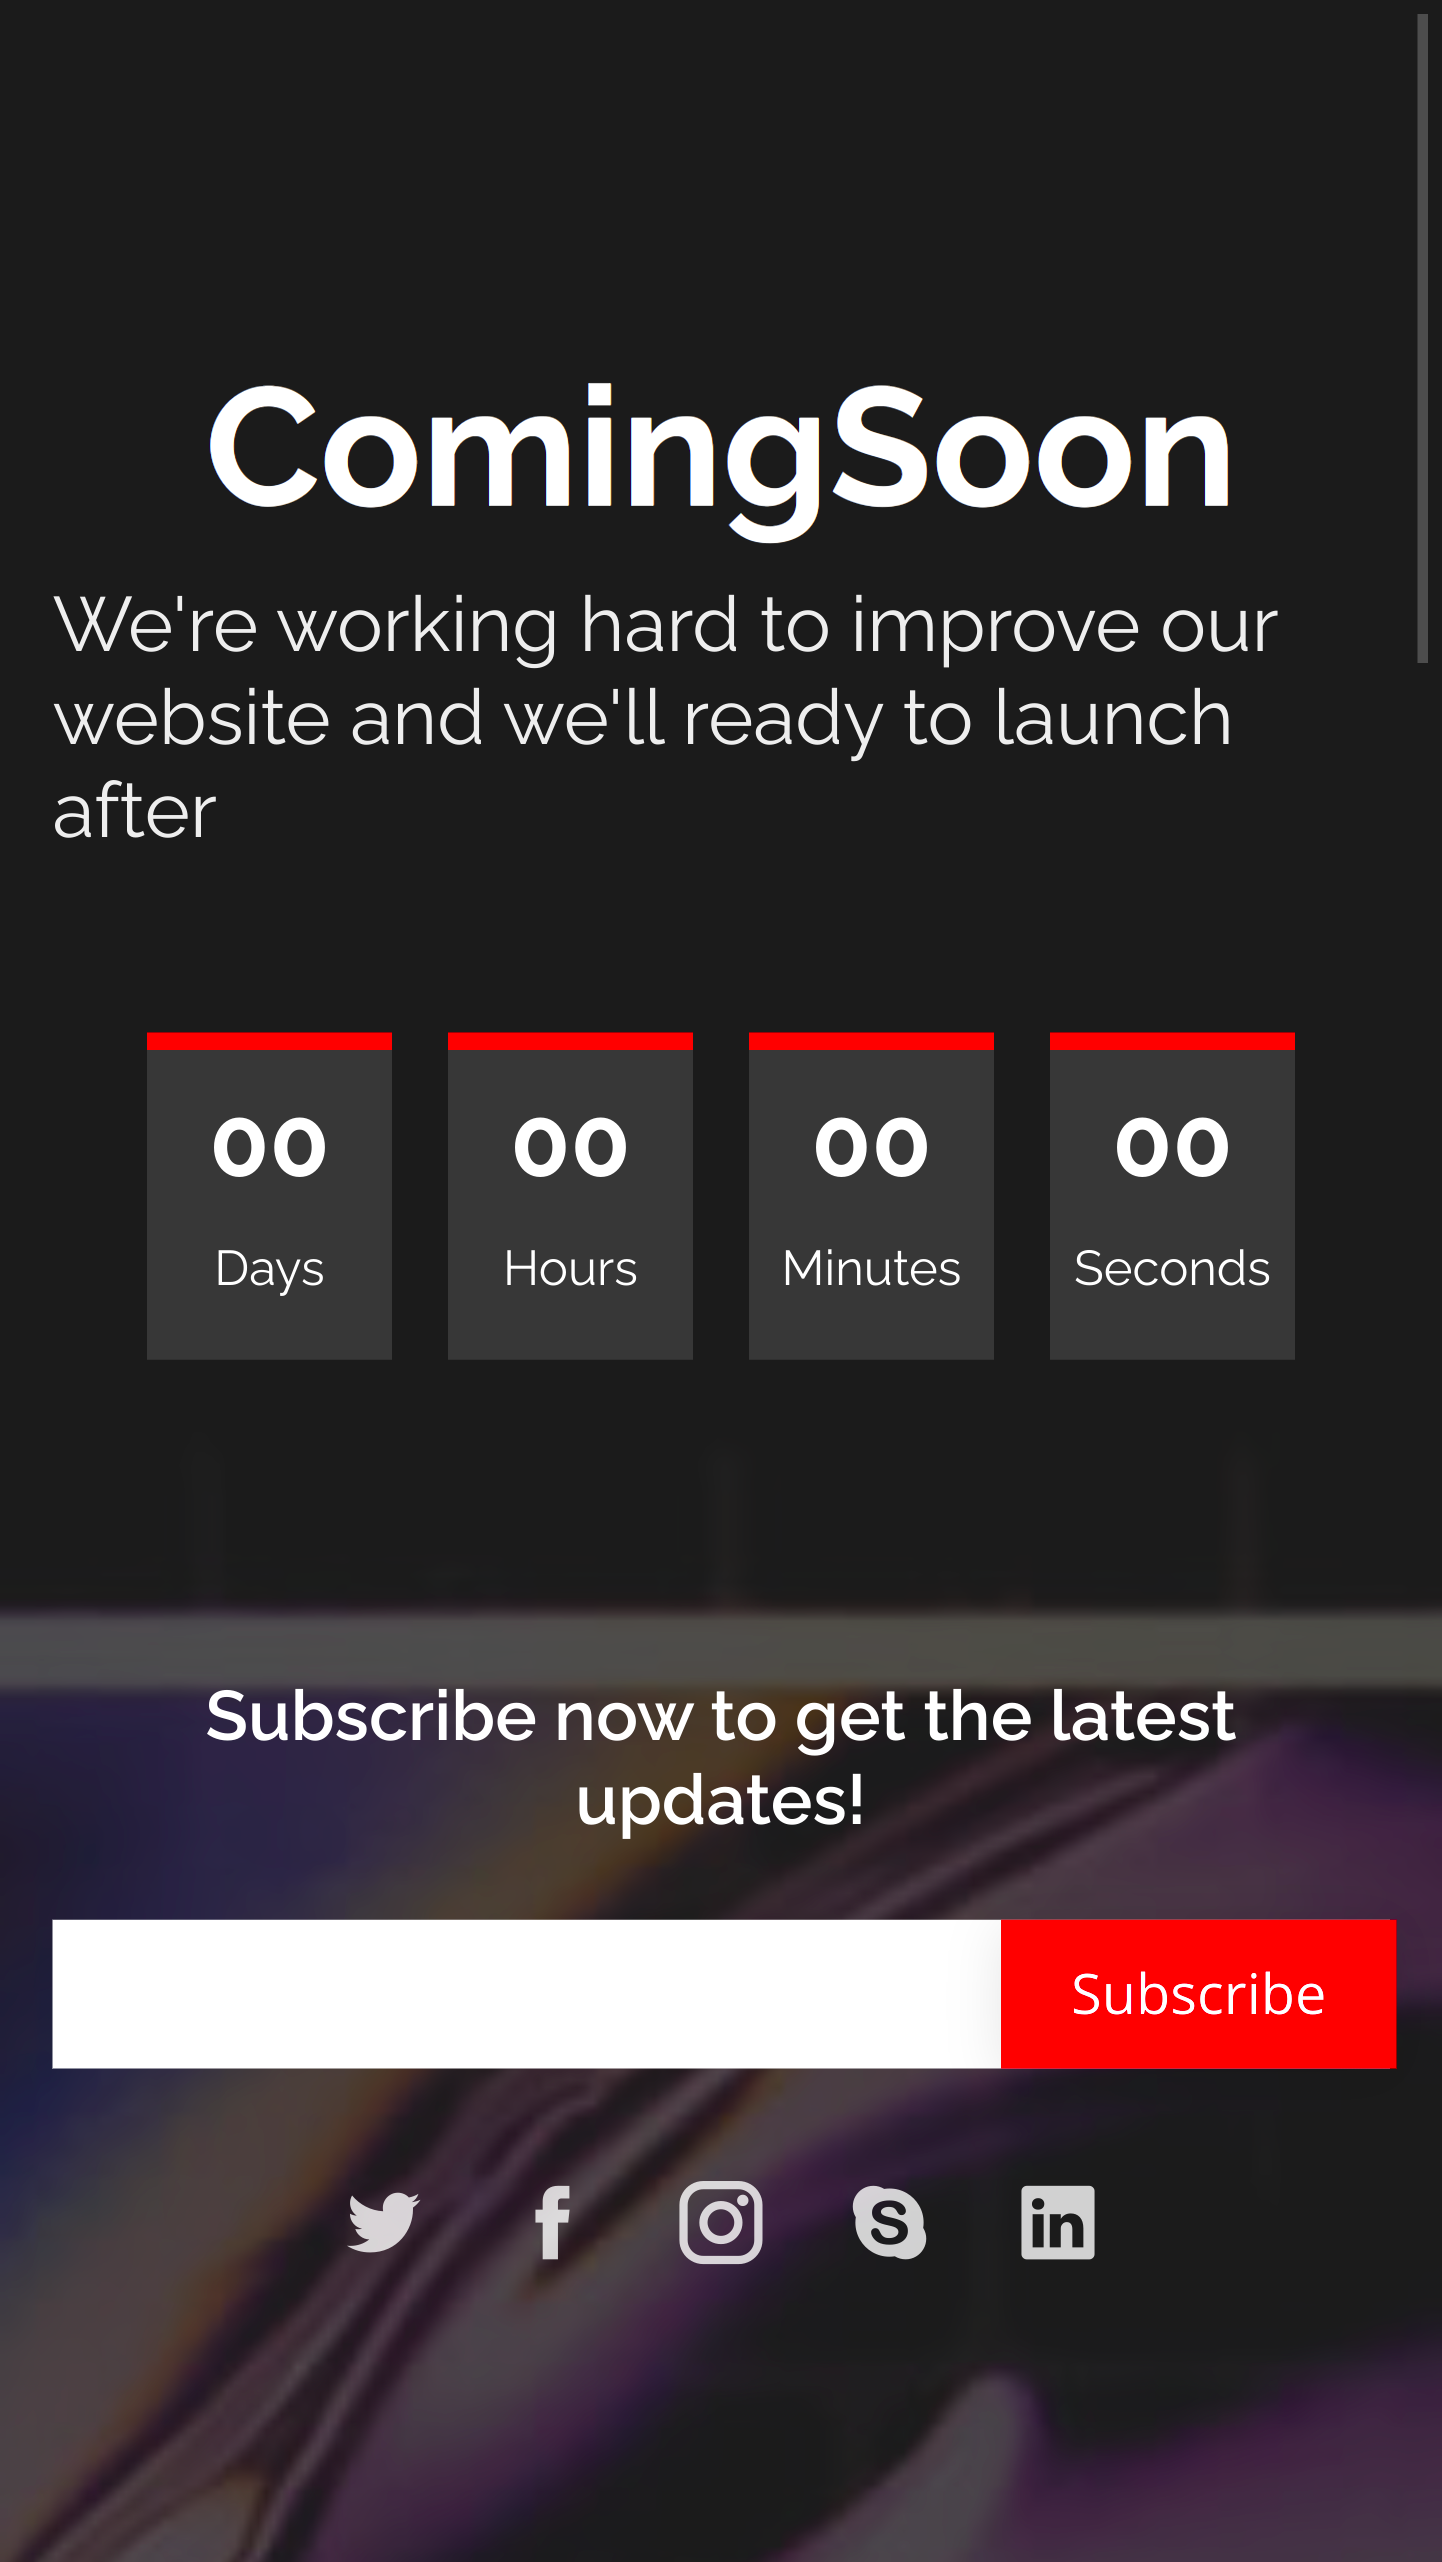 ComingSoon
We're working hard to improve our
website and we'll ready to launch
after
00 00 00 00
Days Hours Minutes Seconds
Subscribe now to get the latest
updates!
Subscribe